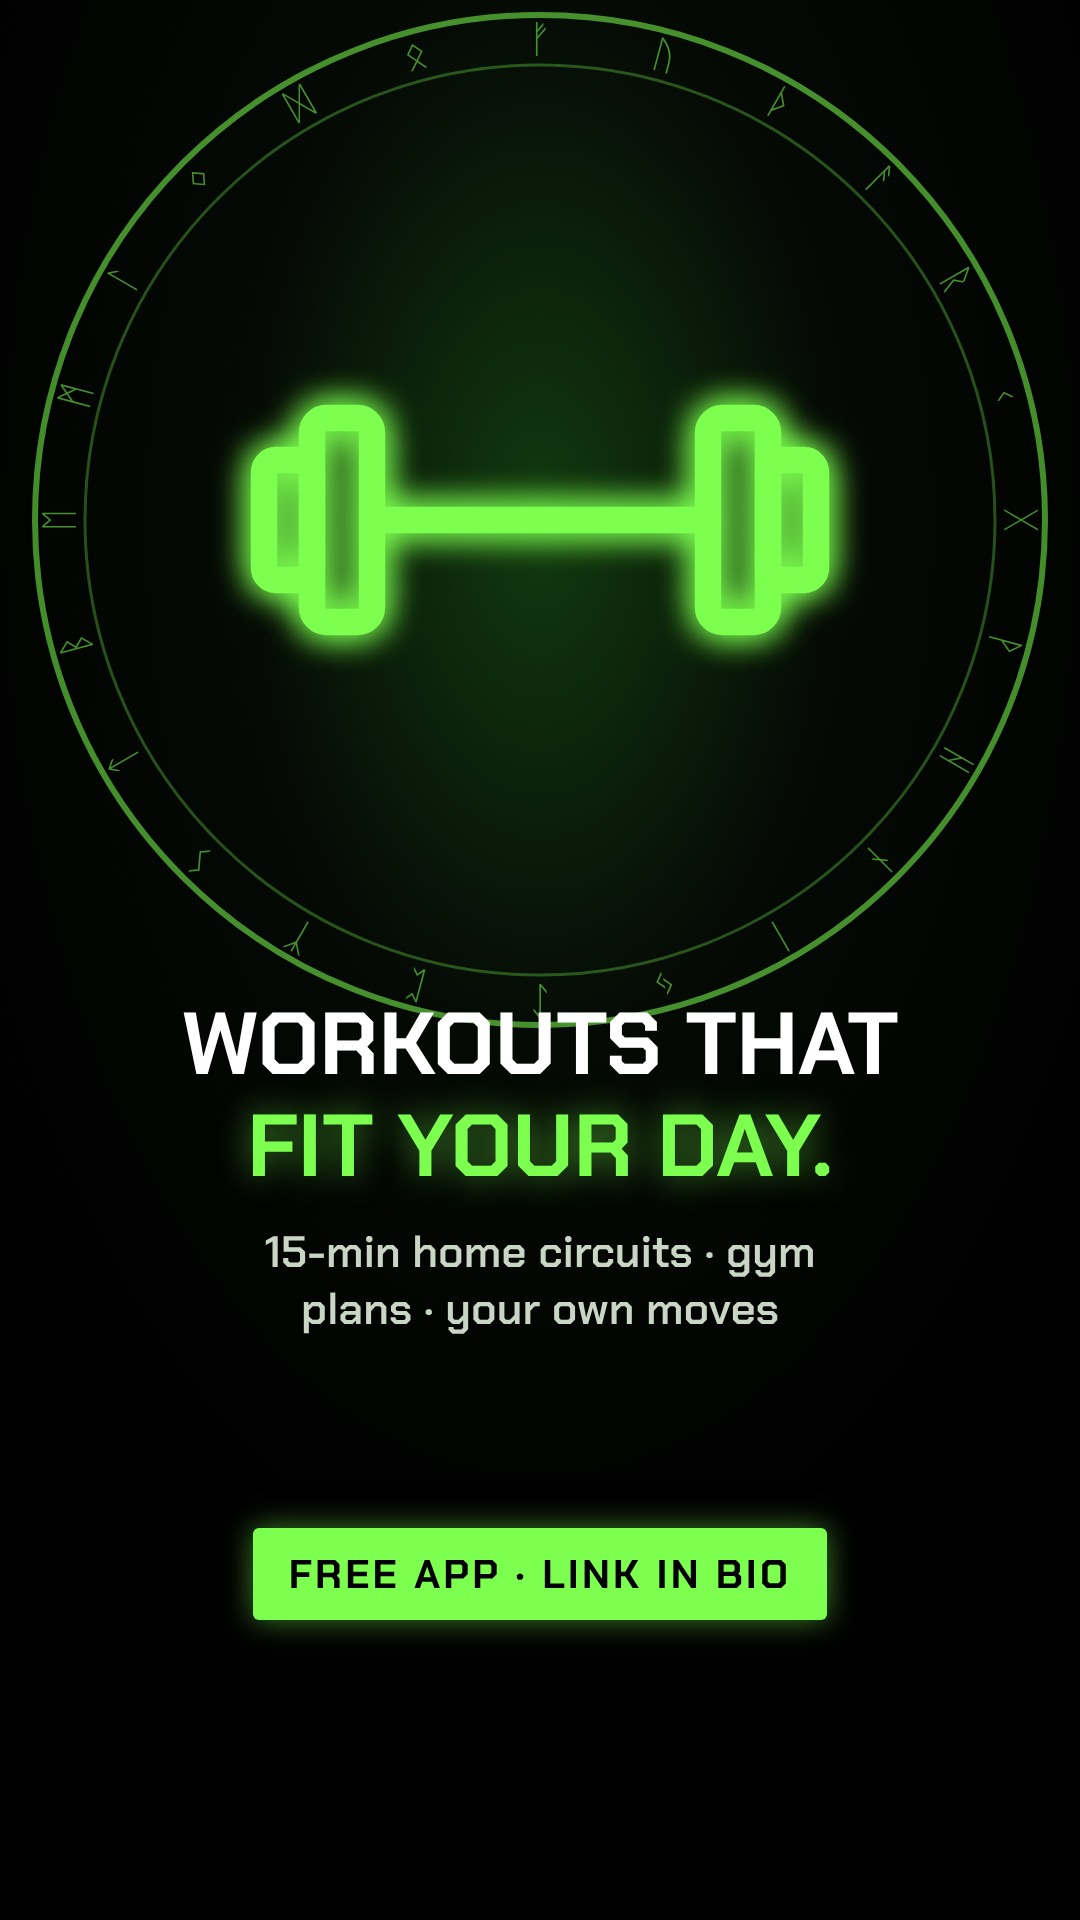 ᚠ ᚢ ᚦ ᚨ ᚱ ᚲ ᚷ ᚹ ᚺ ᚾ ᛁ ᛃ ᛇ ᛈ ᛉ ᛊ ᛏ ᛒ ᛖ ᛗ ᛚ ᛜ ᛞ ᛟ
WORKOUTS THAT
FIT YOUR DAY.
15-min home circuits · gym
plans · your own moves
FREE APP · LINK IN BIO